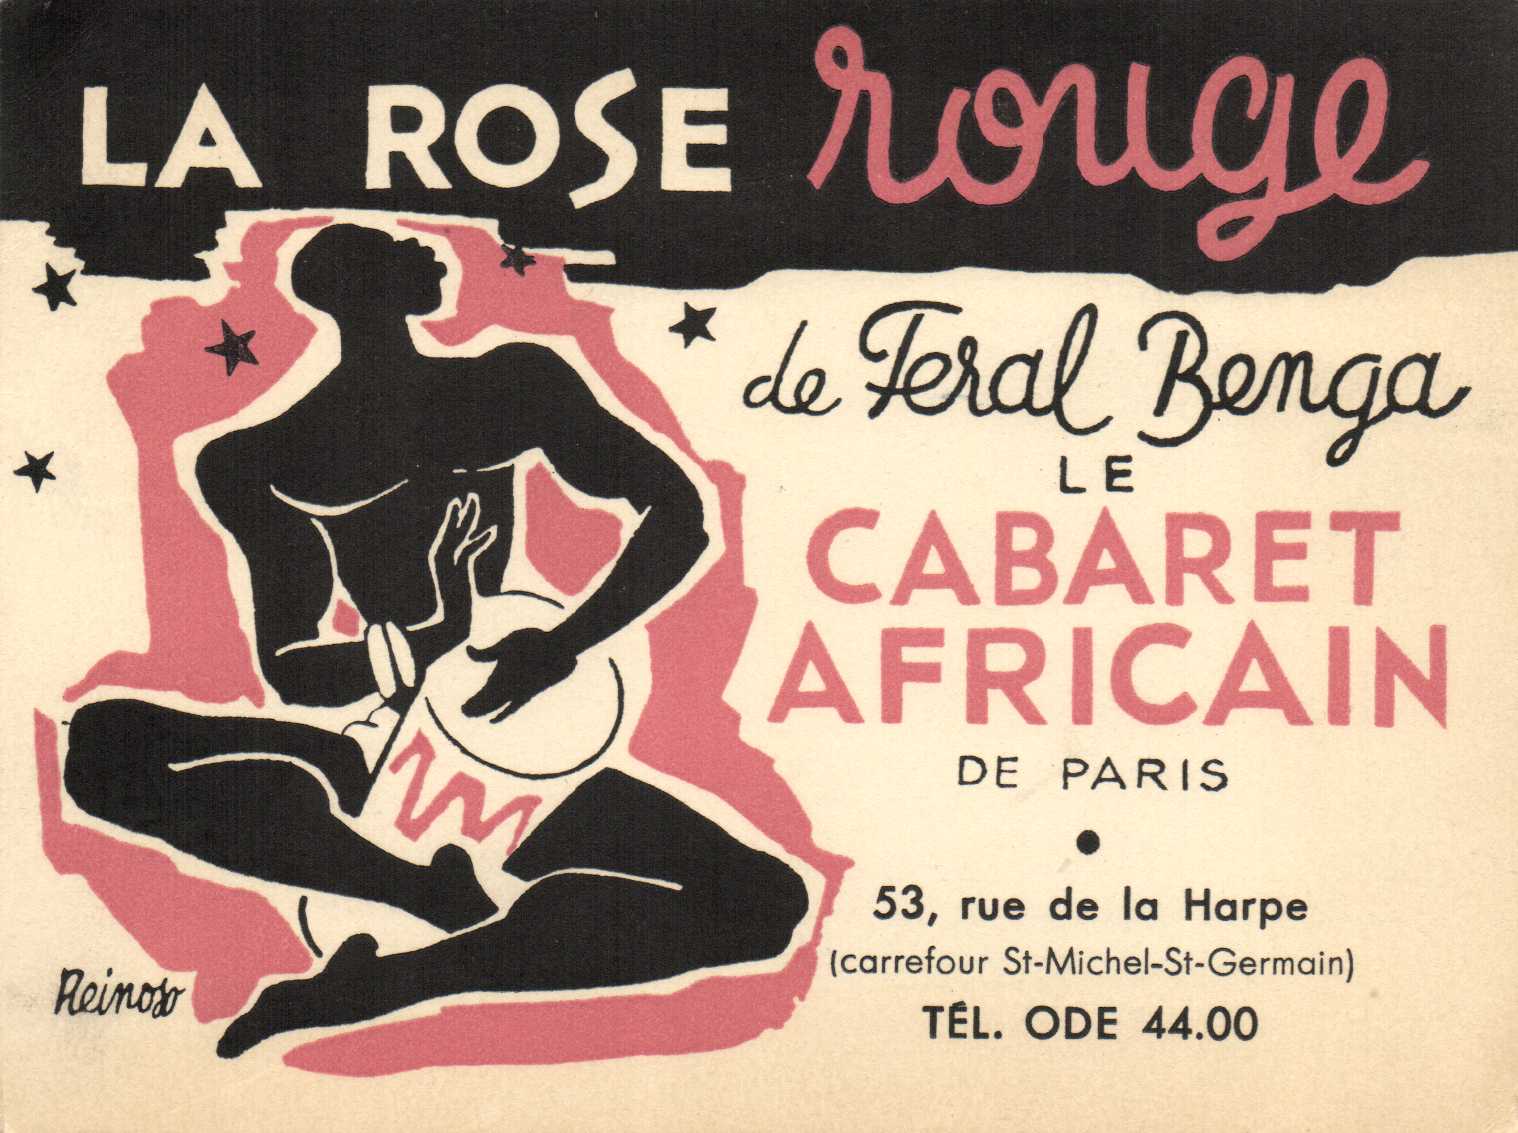 LA ROSE rouge
de Feral Benga
LE
CABARET
AFRICAIN
DE PARIS
53, rue de la Harpe
(carrefour St-Michel-St-Germain)
TÉL. ODE 44.00
Reinoso